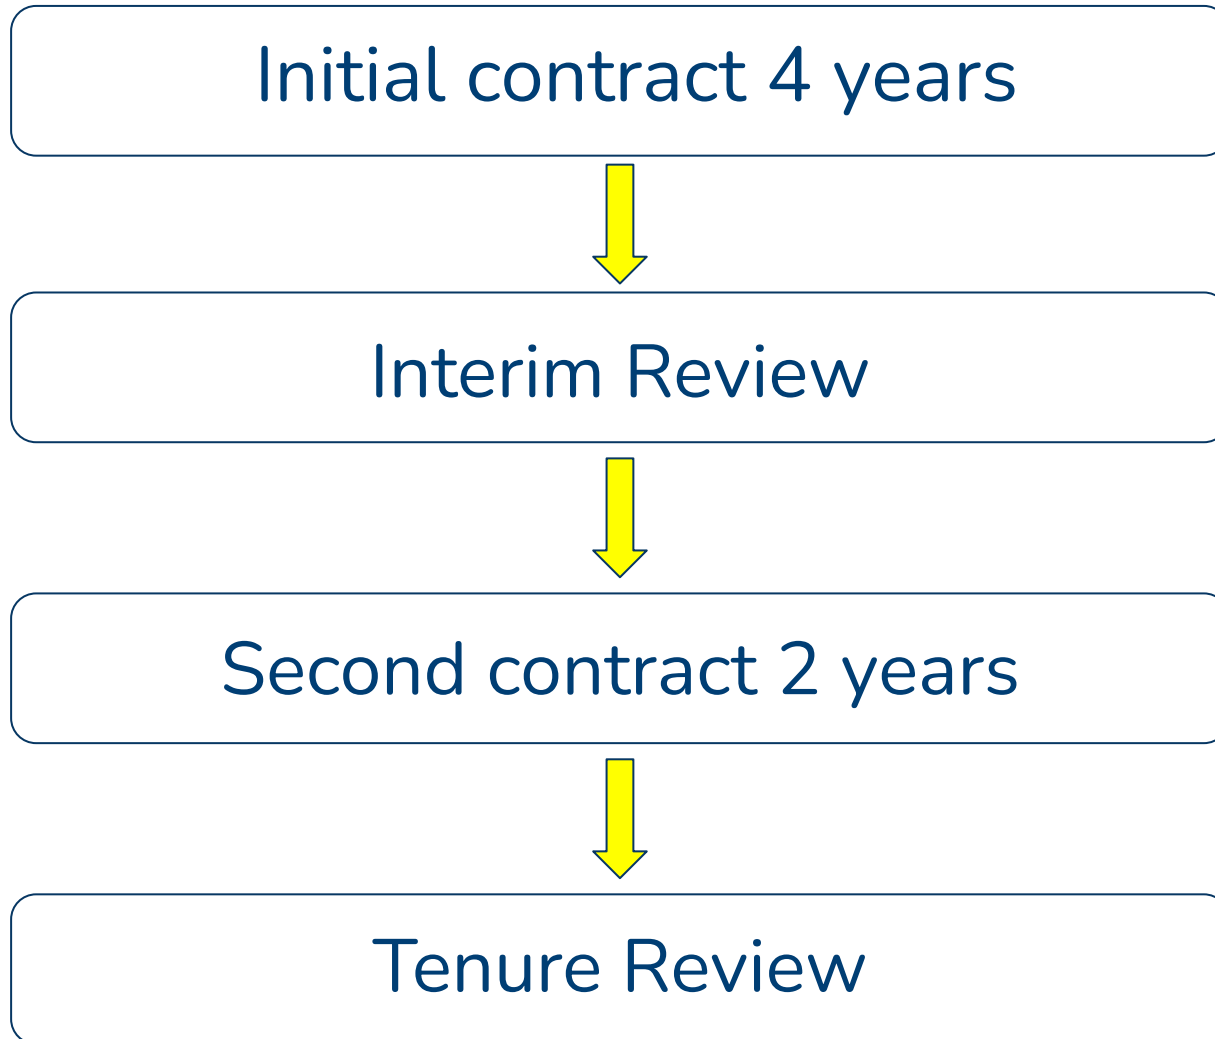 Initial contract 4 years
Interim Review
Second contract 2 years
Tenure Review